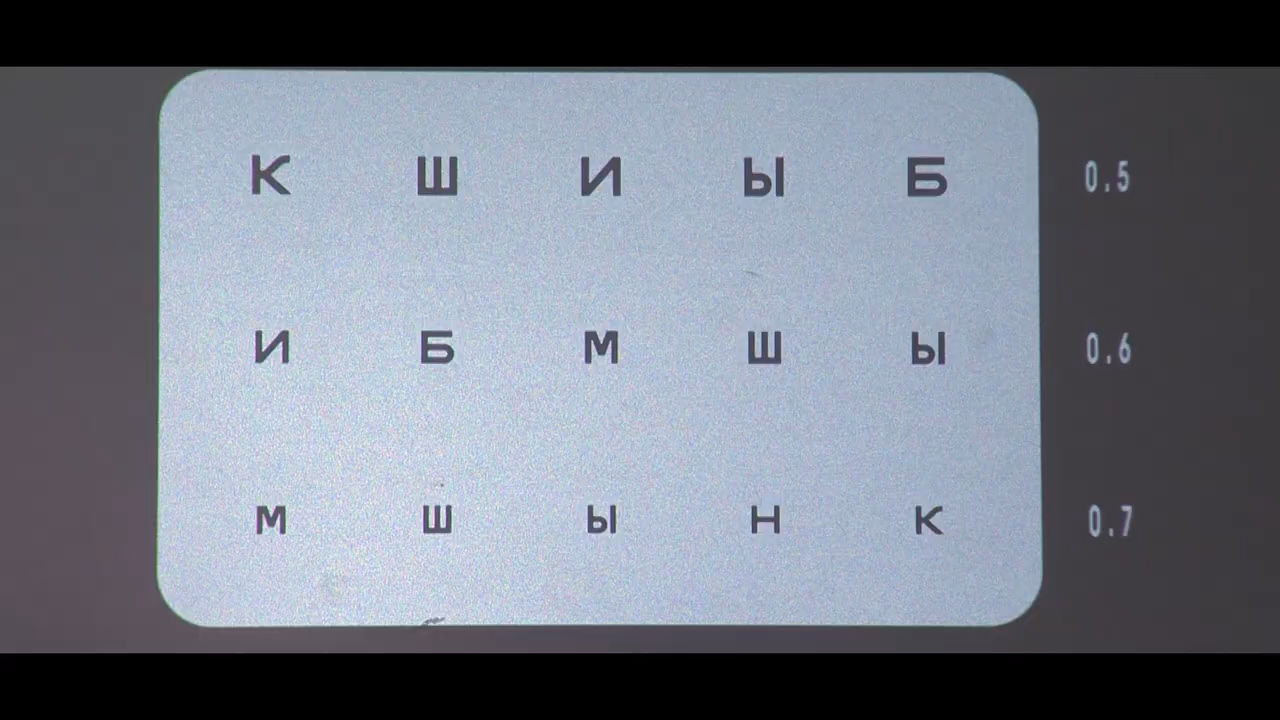 К Ш И Ы Б 0.5
И Б М Ш Ы 0.6
М Ш Ы Н К 0.7